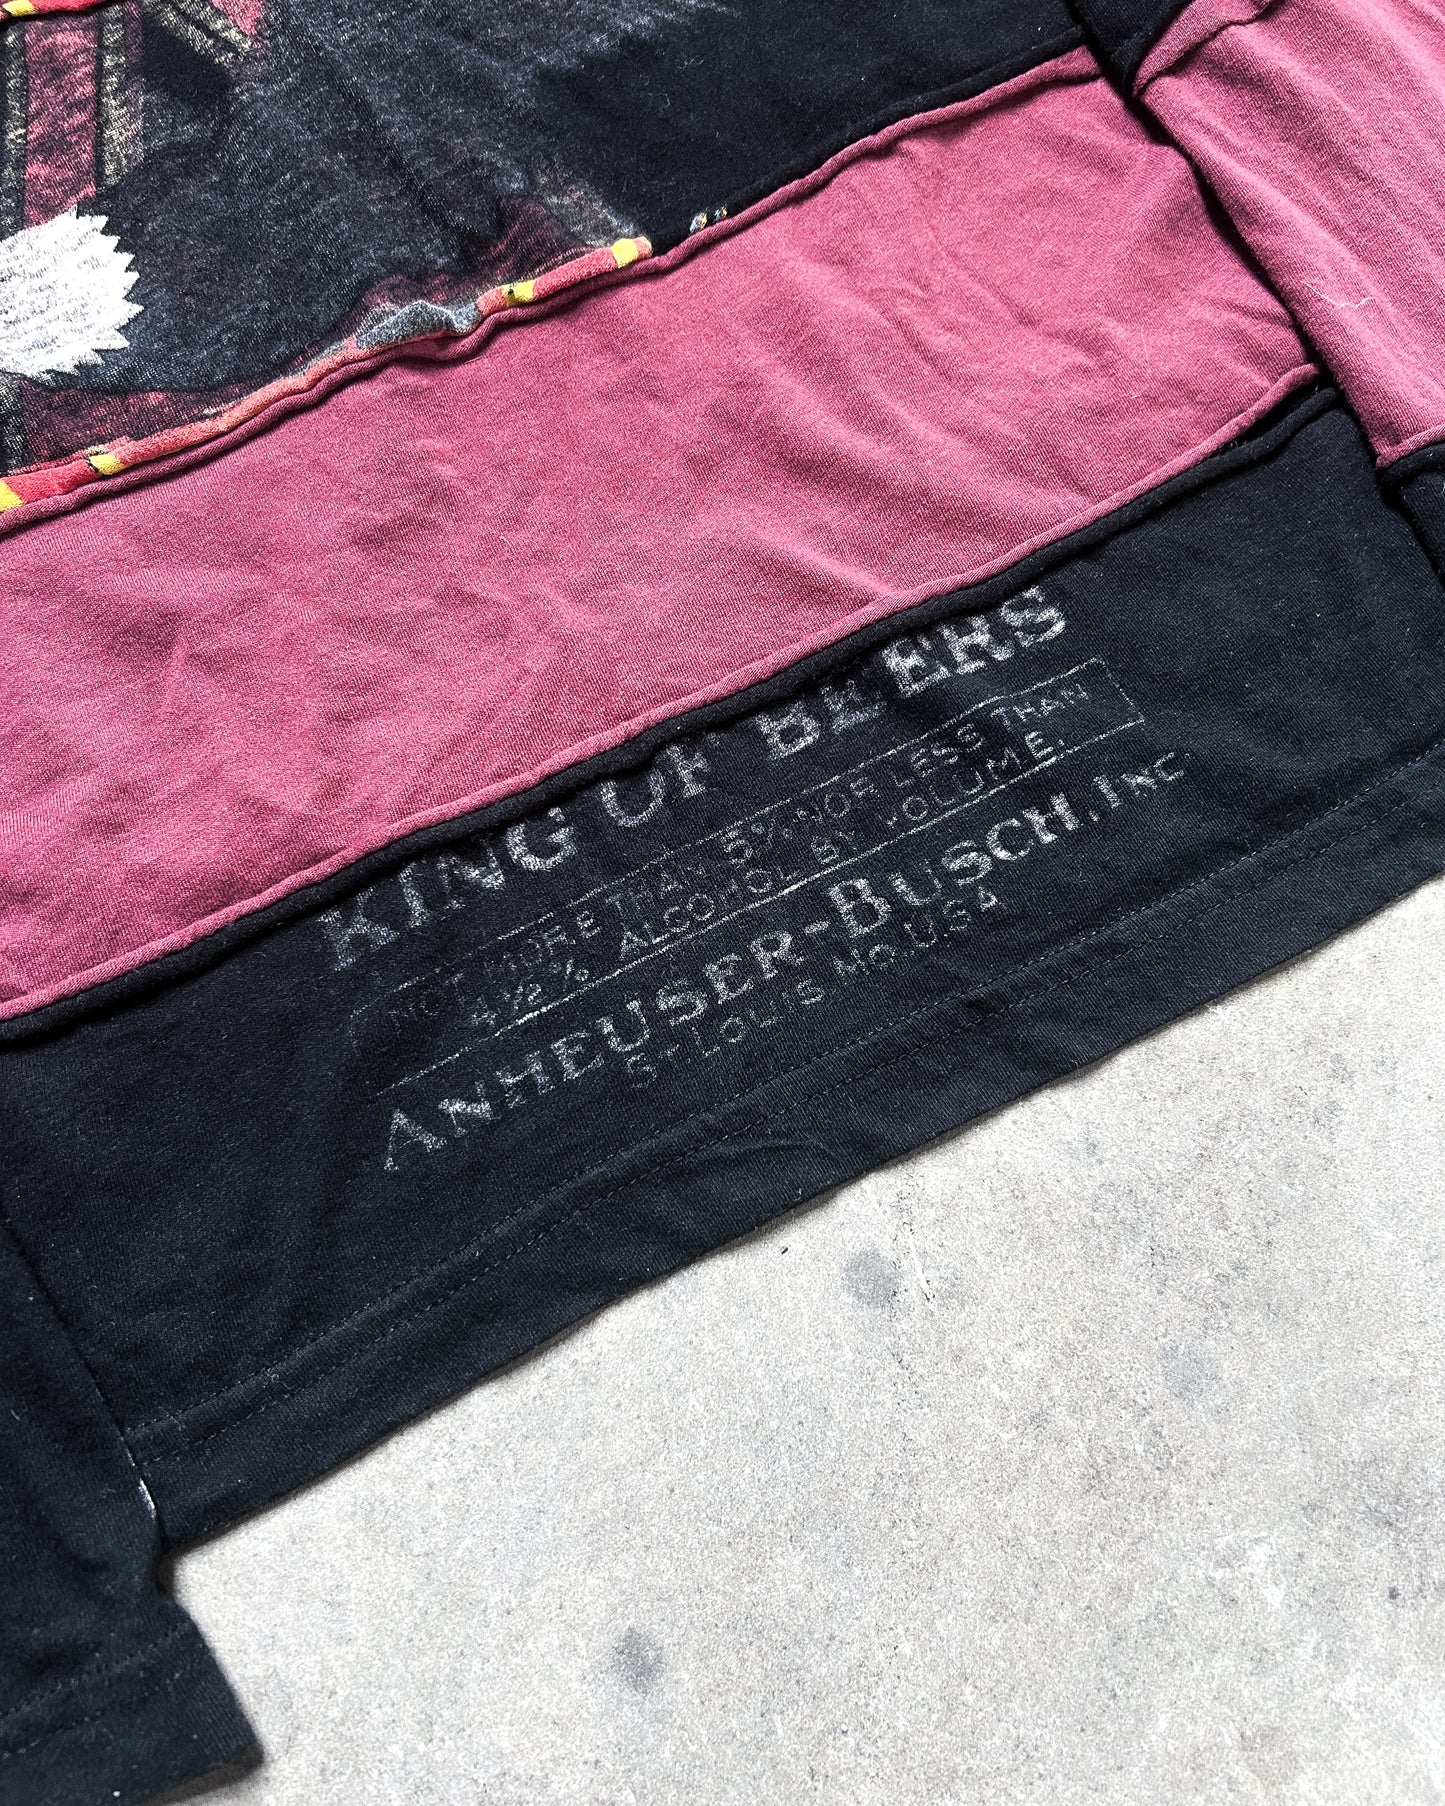 KING OF BEERS
NOT MORE THAN 5% NOR LESS THAN
4½% ALCOHOL BY VOLUME.
ANHEUSER-BUSCH, INC
ST. LOUIS MO. U.S.A